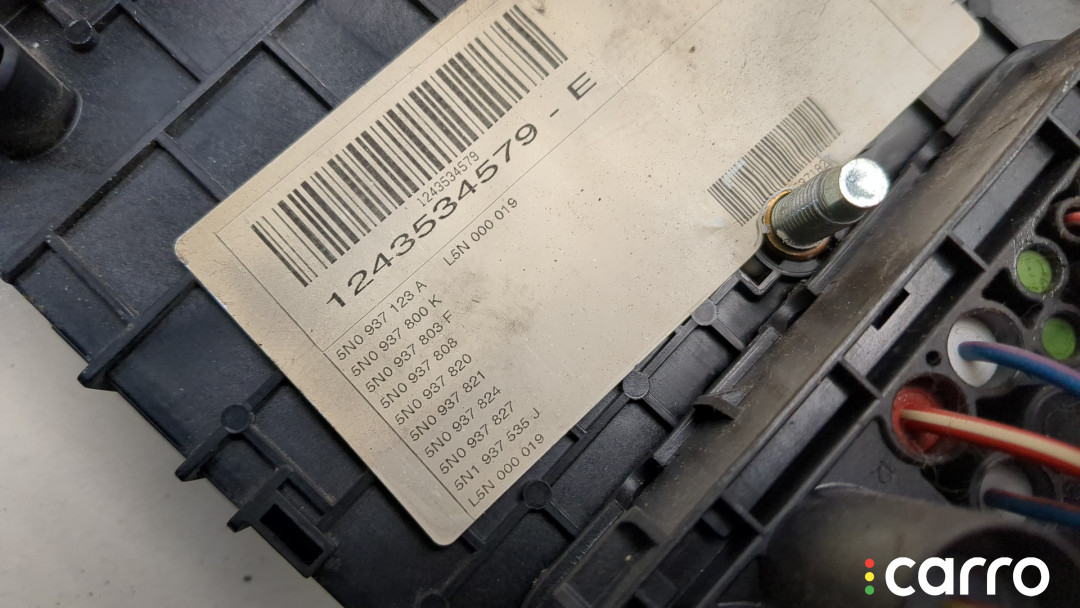 1243534579
1243534579 - E
L5N 000 019
5N0 937 123 A
5N0 937 800 K
5N0 937 803 F
5N0 937 808
5N0 937 820
5N0 937 821
5N0 937 824
5N0 937 827
5N1 937 535 J
L5N 000 019
carro